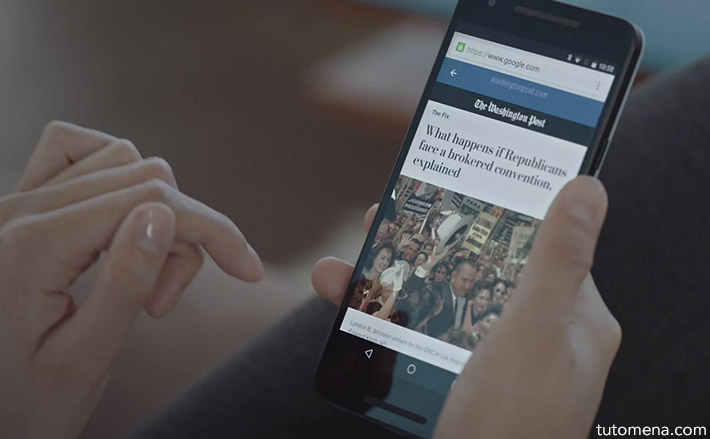 10:58
https://www.google.com
washingtonpost.com
The Washington Post
The Fix
What happens if Republicans
face a brokered convention,
explained
JOHNSON
Lyndon B. Johnson arrives for the DNC in Los Angeles
tutomena.com